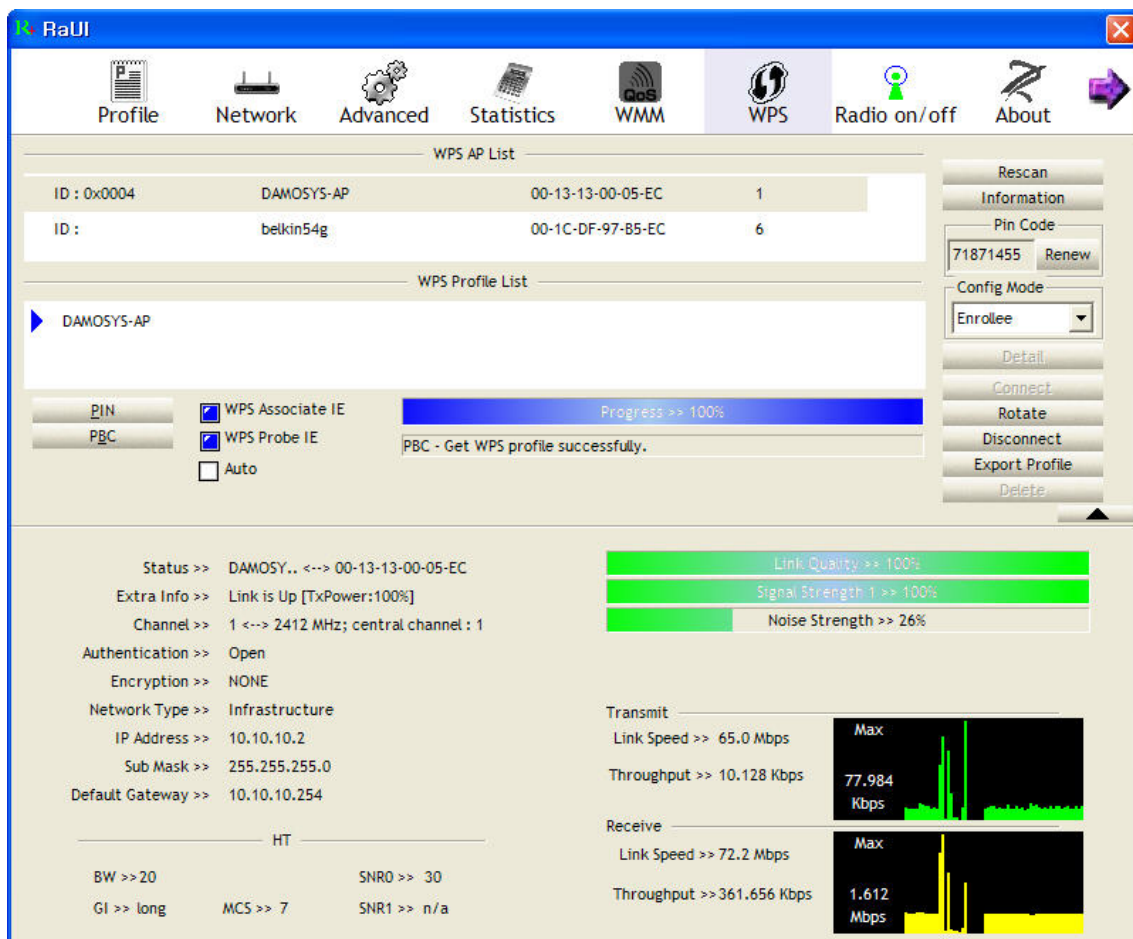 RaUI
Profile Network Advanced Statistics QoS WMM WPS Radio on/off About
WPS AP List
ID : 0x0004 DAMOSYS-AP 00-13-13-00-05-EC 1
ID : belkin54g 00-1C-DF-97-B5-EC 6
Rescan
Information
Pin Code
71871455 Renew
Config Mode
Enrollee
Detail
Connect
Rotate
Disconnect
Export Profile
Delete
WPS Profile List
DAMOSYS-AP
PIN
PBC
WPS Associate IE
WPS Probe IE
Auto
Progress >> 100%
PBC - Get WPS profile successfully.
Status >> DAMOSY.. <--> 00-13-13-00-05-EC
Extra Info >> Link is Up [TxPower:100%]
Channel >> 1 <--> 2412 MHz; central channel : 1
Authentication >> Open
Encryption >> NONE
Network Type >> Infrastructure
IP Address >> 10.10.10.2
Sub Mask >> 255.255.255.0
Default Gateway >> 10.10.10.254
HT
BW >>20 SNR0 >> 30
GI >> long MCS >> 7 SNR1 >> n/a
Link Quality >> 100%
Signal Strength 1 >> 100%
Noise Strength >> 26%
Transmit
Link Speed >> 65.0 Mbps
Throughput >> 10.128 Kbps
Max
77.984
Kbps
Receive
Link Speed >> 72.2 Mbps
Throughput >>361.656 Kbps
Max
1.612
Mbps